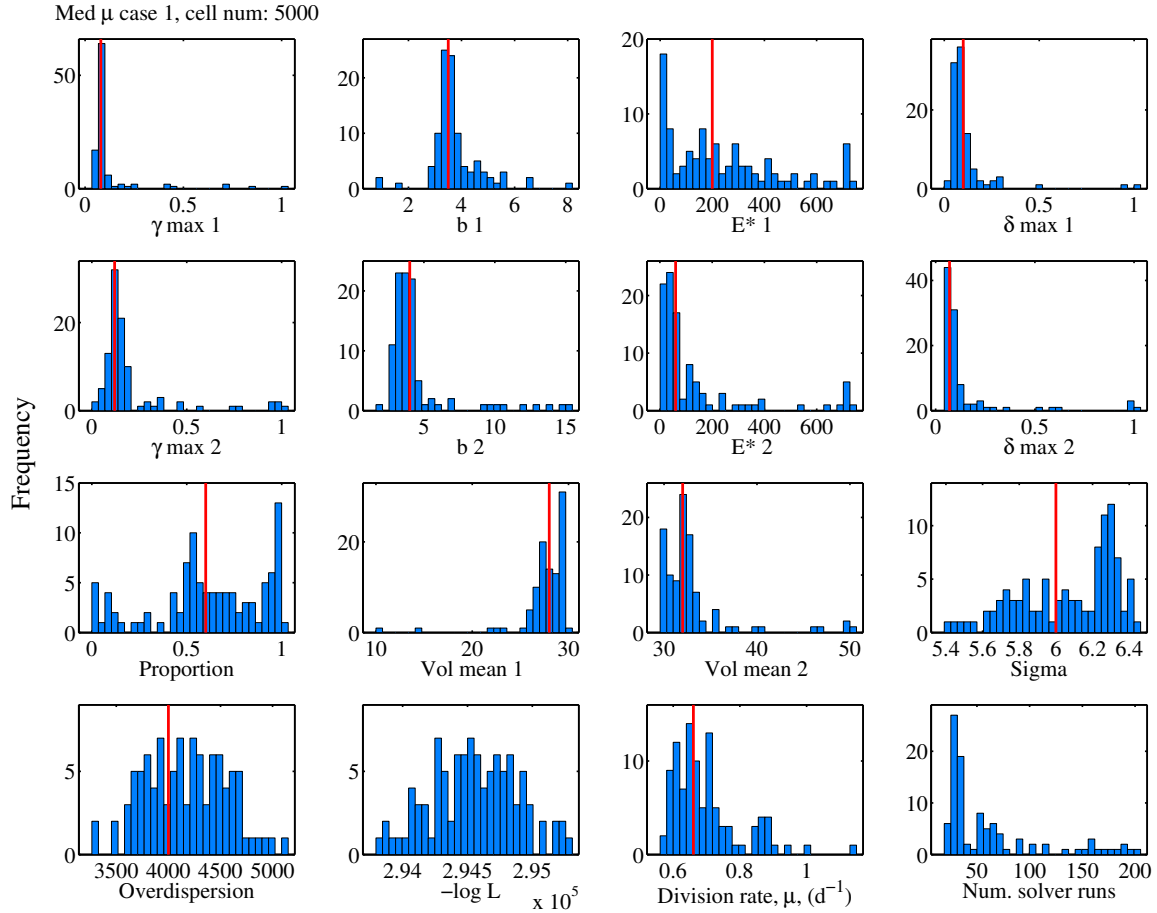 Med μ case 1, cell num: 5000
Frequency
50
0
0 0.5 1
γ max 1
20
10
0
2 4 6 8
b 1
20
10
0
0 200 400 600
E* 1
20
0
0 0.5 1
δ max 1
20
0
0 0.5 1
γ max 2
20
10
0
5 10 15
b 2
20
10
0
0 200 400 600
E* 2
40
20
0
0 0.5 1
δ max 2
15
10
5
0
0 0.5 1
Proportion
20
0
10 20 30
Vol mean 1
20
10
0
30 40 50
Vol mean 2
10
5
0
5.4 5.6 5.8 6 6.2 6.4
Sigma
5
0
3500 4000 4500 5000
Overdispersion
5
0
2.94 2.945 2.95
−log L
x 10⁵
10
0
0.6 0.8 1
Division rate, μ, (d⁻¹)
20
10
0
50 100 150 200
Num. solver runs